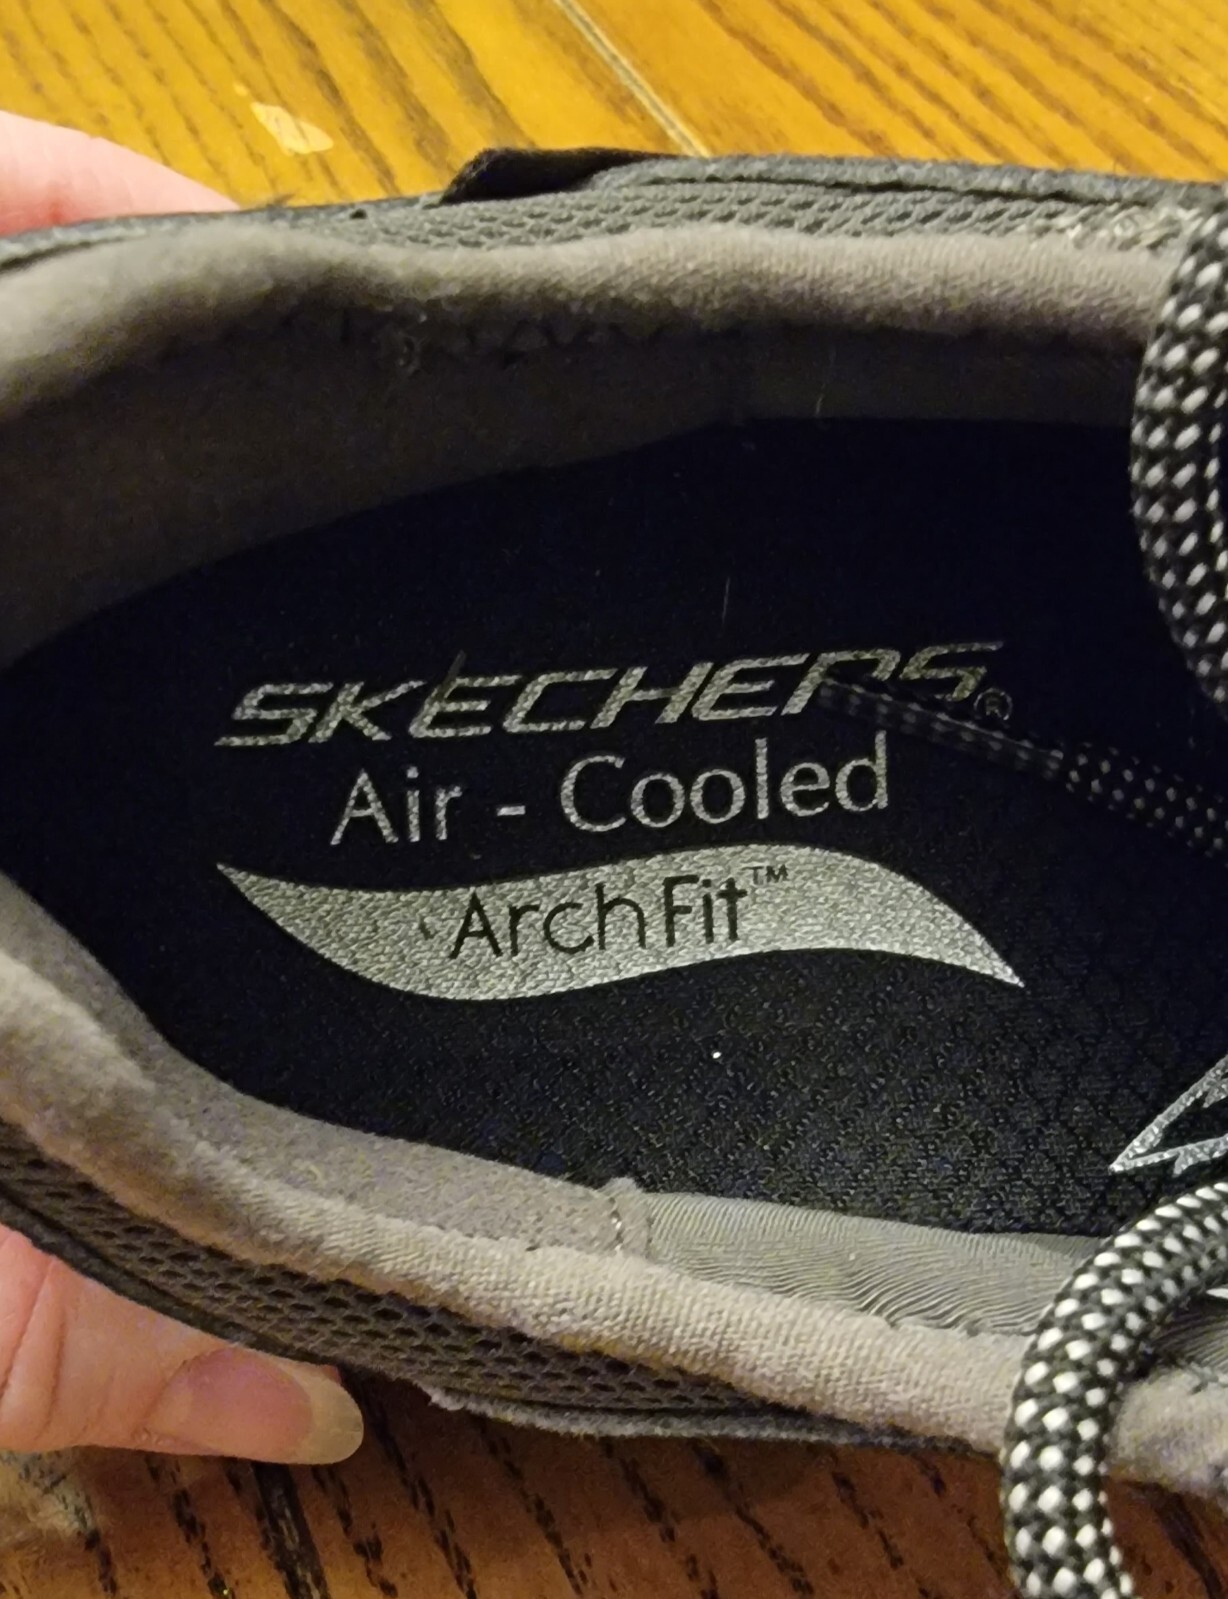 SKECHERS®
Air - Cooled
ArchFit™